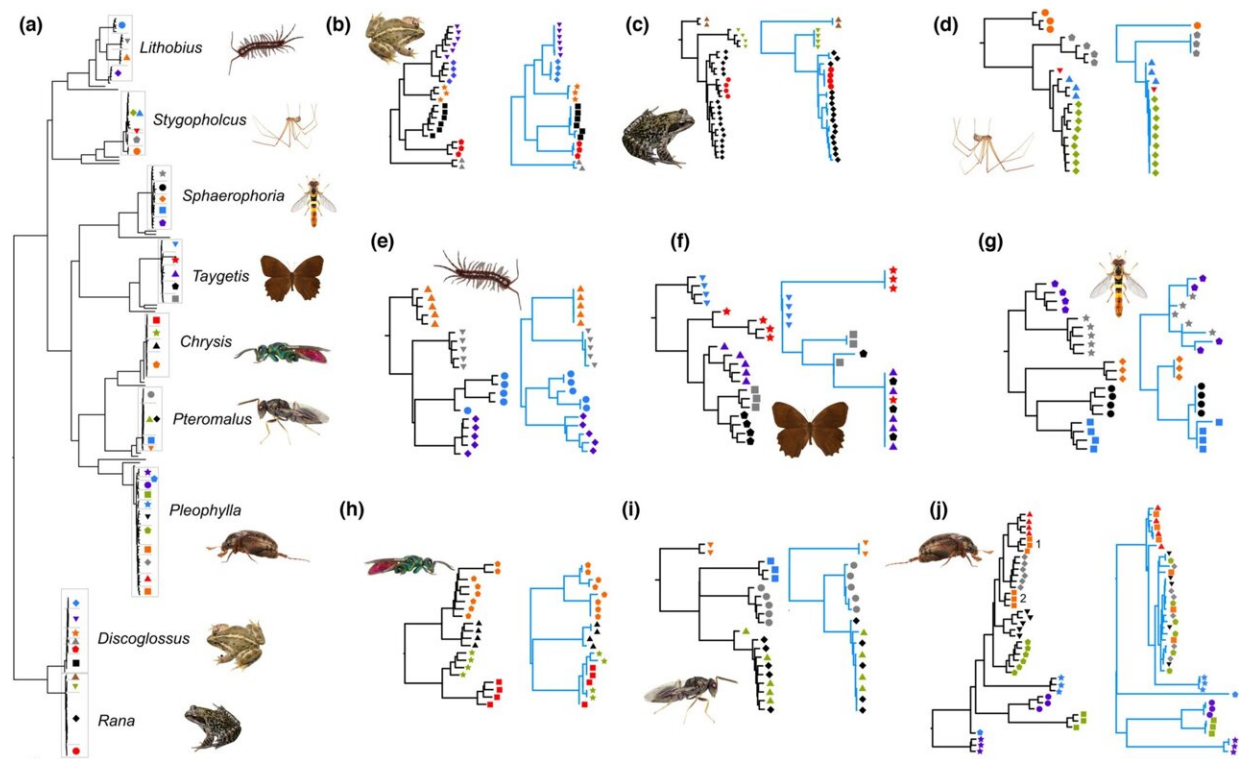 (a)
(b)
(c)
(d)
Lithobius
Stygopholcus
Sphaerophoria
Taygetis
Chrysis
Pteromalus
Pleophylla
Discoglossus
Rana
(e)
(f)
(g)
(h)
(i)
(j)
1
2